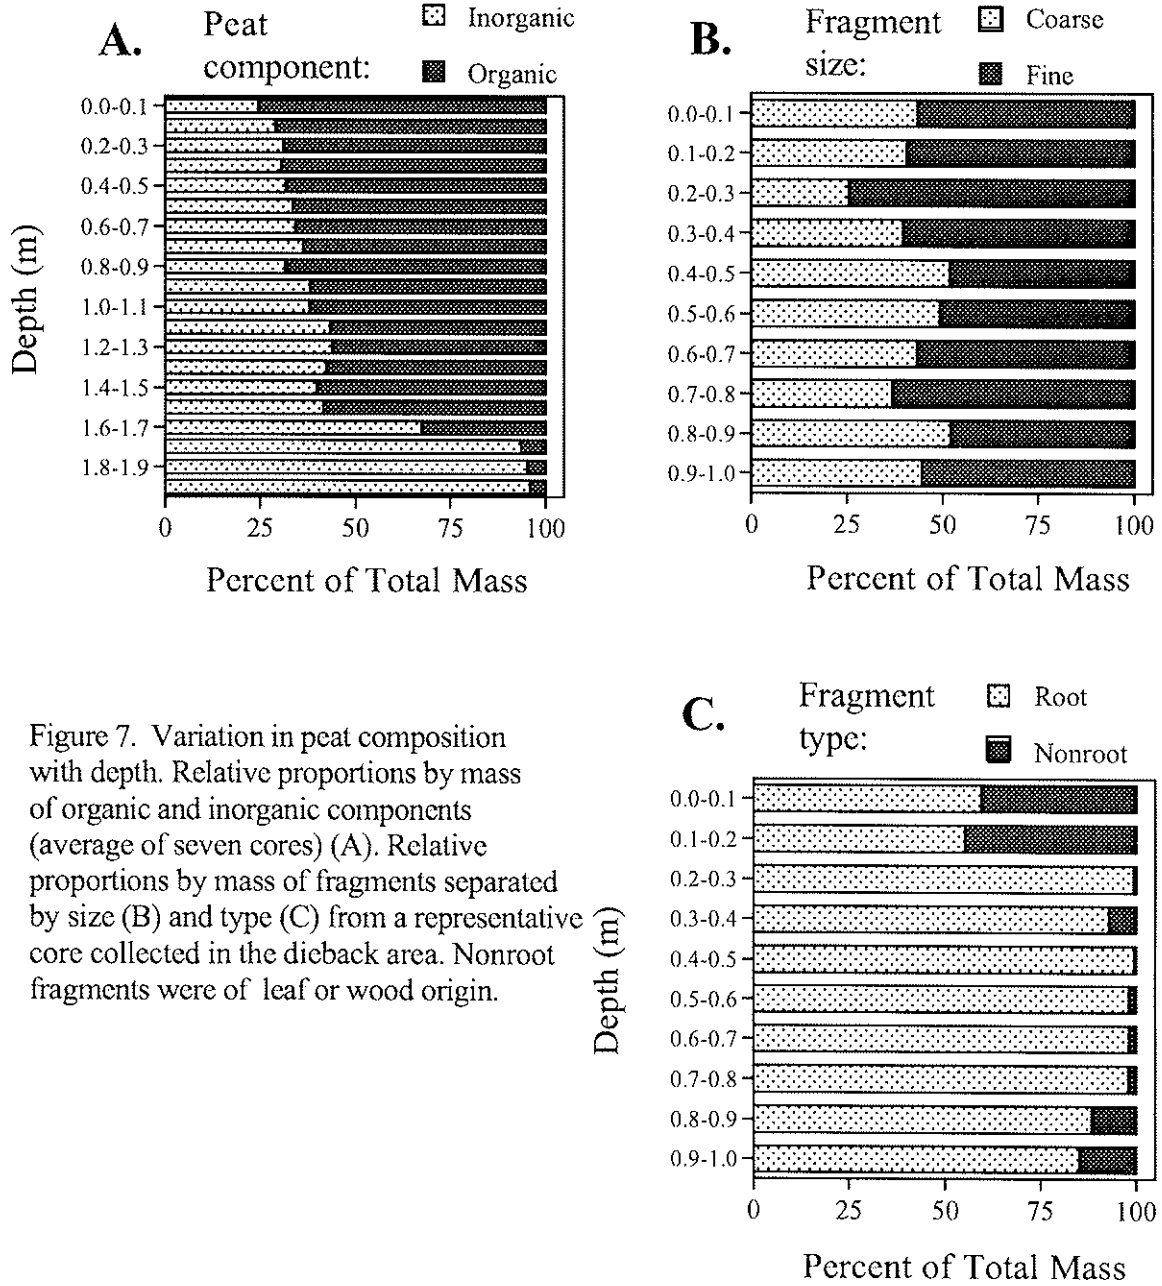 A.
Peat
component:
Inorganic
Organic
Depth (m)
0.0-0.1
0.2-0.3
0.4-0.5
0.6-0.7
0.8-0.9
1.0-1.1
1.2-1.3
1.4-1.5
1.6-1.7
1.8-1.9
0 25 50 75 100
Percent of Total Mass
B.
Fragment
size:
Coarse
Fine
0.0-0.1
0.1-0.2
0.2-0.3
0.3-0.4
0.4-0.5
0.5-0.6
0.6-0.7
0.7-0.8
0.8-0.9
0.9-1.0
0 25 50 75 100
Percent of Total Mass
Figure 7. Variation in peat composition
with depth. Relative proportions by mass
of organic and inorganic components
(average of seven cores) (A). Relative
proportions by mass of fragments separated
by size (B) and type (C) from a representative
core collected in the dieback area. Nonroot
fragments were of leaf or wood origin.
C.
Fragment
type:
Root
Nonroot
Depth (m)
0.0-0.1
0.1-0.2
0.2-0.3
0.3-0.4
0.4-0.5
0.5-0.6
0.6-0.7
0.7-0.8
0.8-0.9
0.9-1.0
0 25 50 75 100
Percent of Total Mass